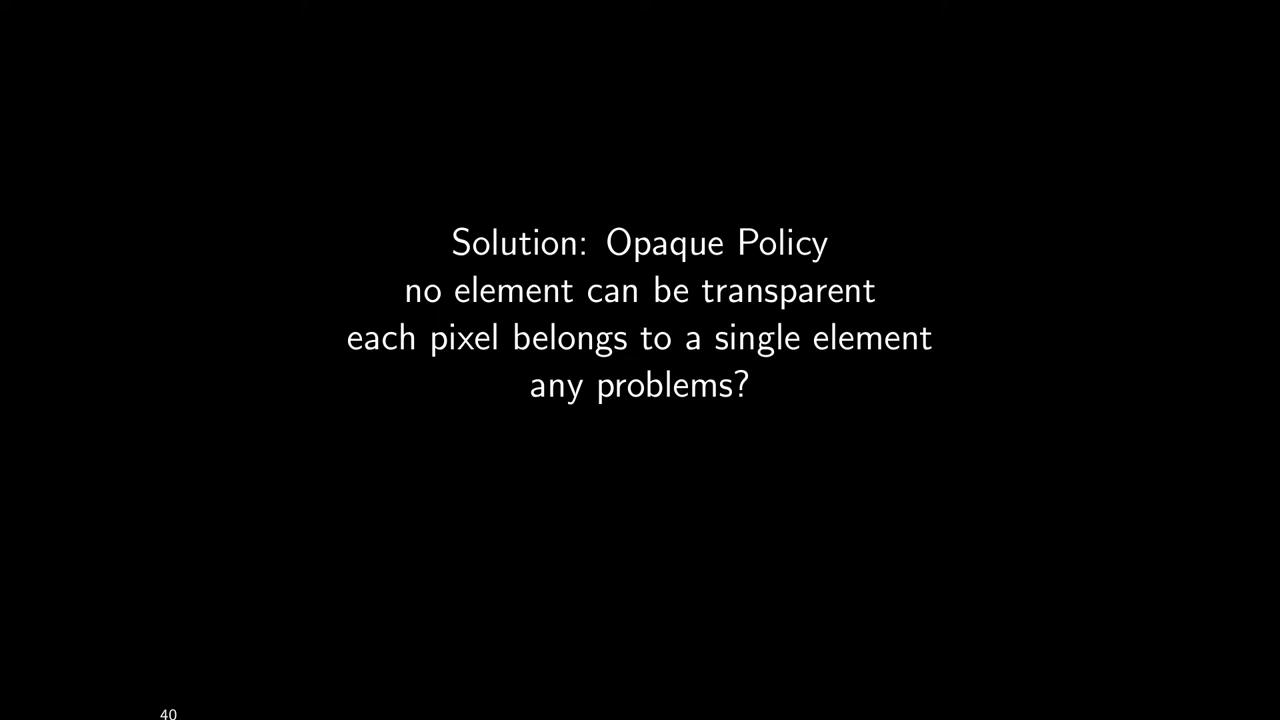 Solution: Opaque Policy
no element can be transparent
each pixel belongs to a single element
any problems?
40